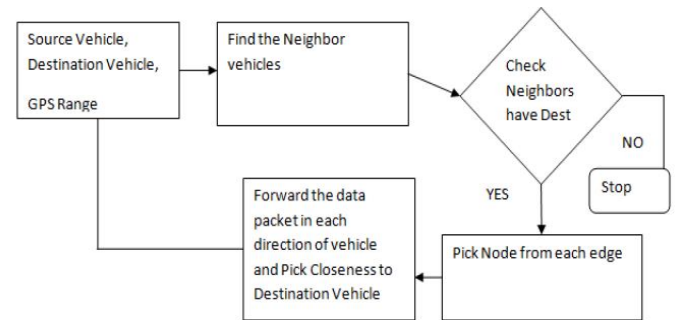 Source Vehicle,
Destination Vehicle,
GPS Range
Find the Neighbor
vehicles
Check
Neighbors
have Dest
NO
Stop
YES
Pick Node from each edge
Forward the data
packet in each
direction of vehicle
and Pick Closeness to
Destination Vehicle